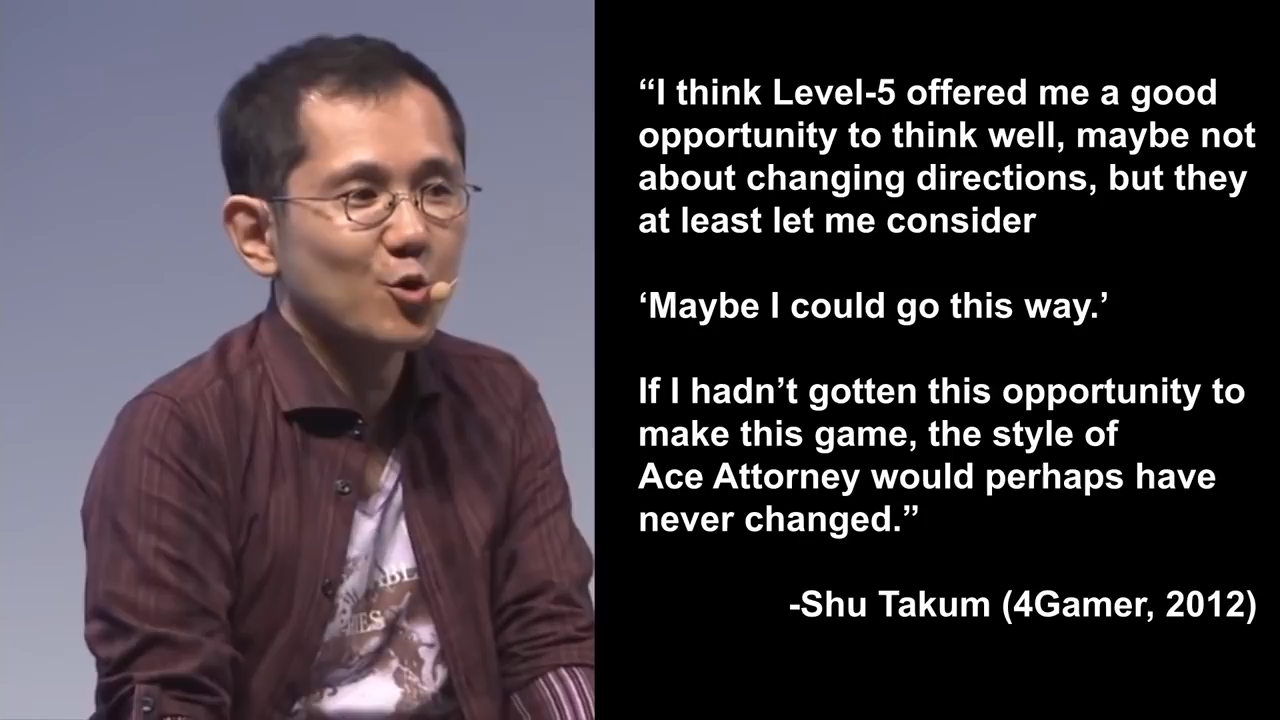 “I think Level-5 offered me a good
opportunity to think well, maybe not
about changing directions, but they
at least let me consider
‘Maybe I could go this way.’
If I hadn’t gotten this opportunity to
make this game, the style of
Ace Attorney would perhaps have
never changed.”
-Shu Takum (4Gamer, 2012)